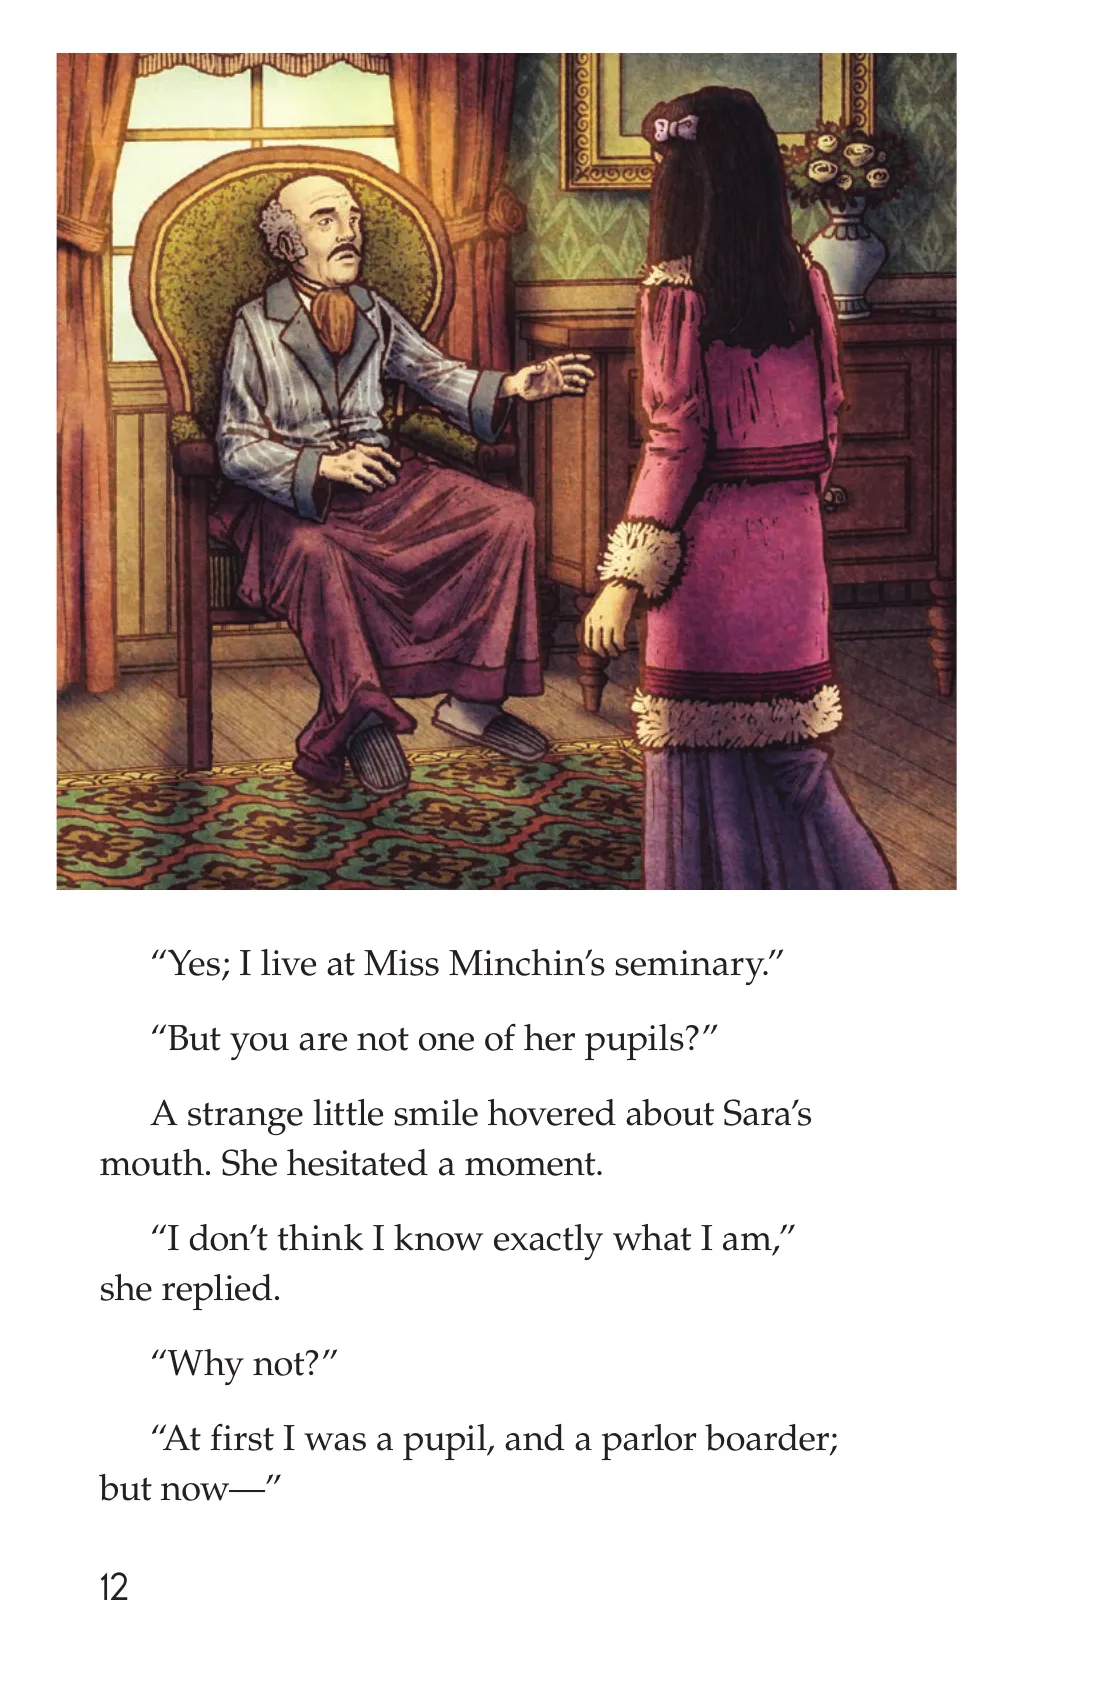 “Yes; I live at Miss Minchin’s seminary.”
“But you are not one of her pupils?”
A strange little smile hovered about Sara’s
mouth. She hesitated a moment.
“I don’t think I know exactly what I am,”
she replied.
“Why not?”
“At first I was a pupil, and a parlor boarder;
but now—”
12